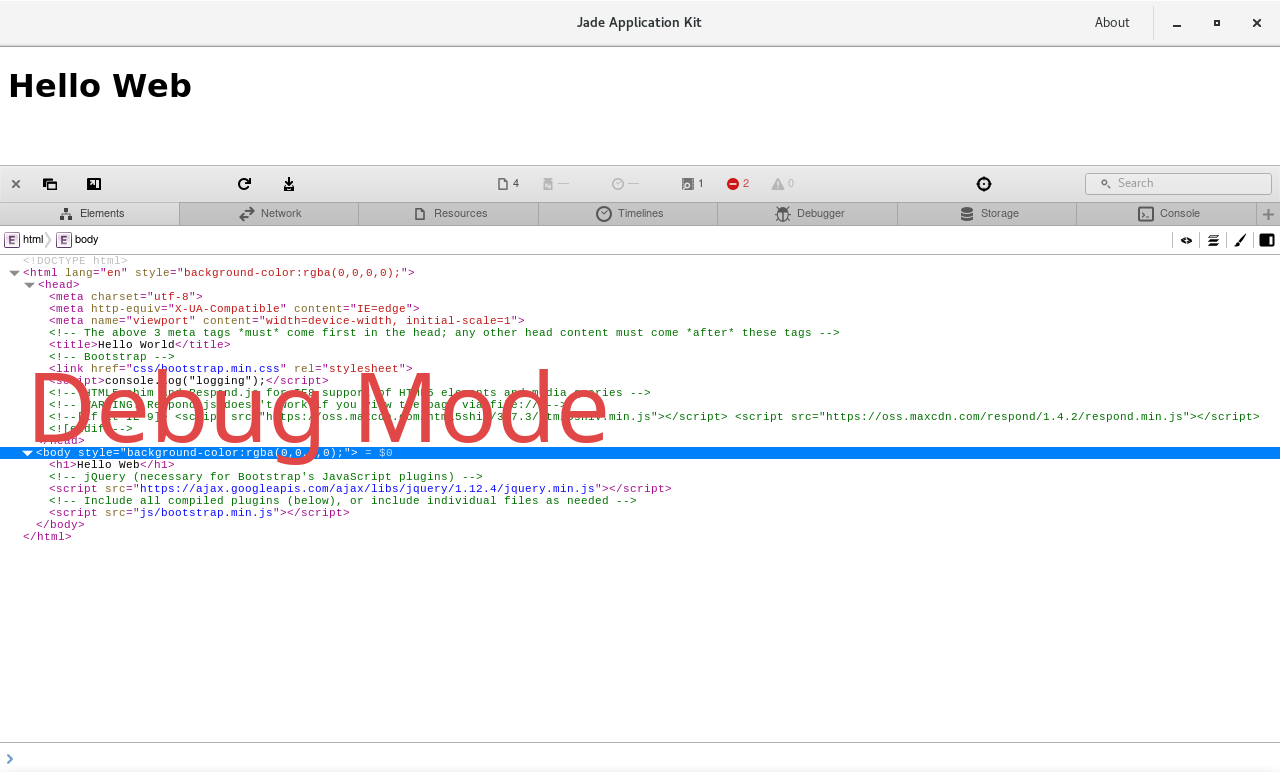 Jade Application Kit
About
Hello Web
4 — — 1 2 0 Search
Elements Network Resources Timelines Debugger Storage Console
E html E body
<!DOCTYPE html>
<html lang="en" style="background-color:rgba(0,0,0,0);">
<head>
<meta charset="utf-8">
<meta http-equiv="X-UA-Compatible" content="IE=edge">
<meta name="viewport" content="width=device-width, initial-scale=1">
<!-- The above 3 meta tags *must* come first in the head; any other head content must come *after* these tags -->
<title>Hello World</title>
<!-- Bootstrap -->
<link href="css/bootstrap.min.css" rel="stylesheet">
<script>console.log("logging");</script>
<!-- HTML5 shim and Respond.js for IE8 support of HTML5 elements and media queries -->
<!-- WARNING: Respond.js doesn't work if you view the page via file:// -->
<!--[if lt IE 9]> <script src="https://oss.maxcdn.com/html5shiv/3.7.3/html5shiv.min.js"></script> <script src="https://oss.maxcdn.com/respond/1.4.2/respond.min.js"></script>
<![endif]-->
</head>
Debug Mode
<body style="background-color:rgba(0,0,0,0);"> = $0
<h1>Hello Web</h1>
<!-- jQuery (necessary for Bootstrap's JavaScript plugins) -->
<script src="https://ajax.googleapis.com/ajax/libs/jquery/1.12.4/jquery.min.js"></script>
<!-- Include all compiled plugins (below), or include individual files as needed -->
<script src="js/bootstrap.min.js"></script>
</body>
</html>